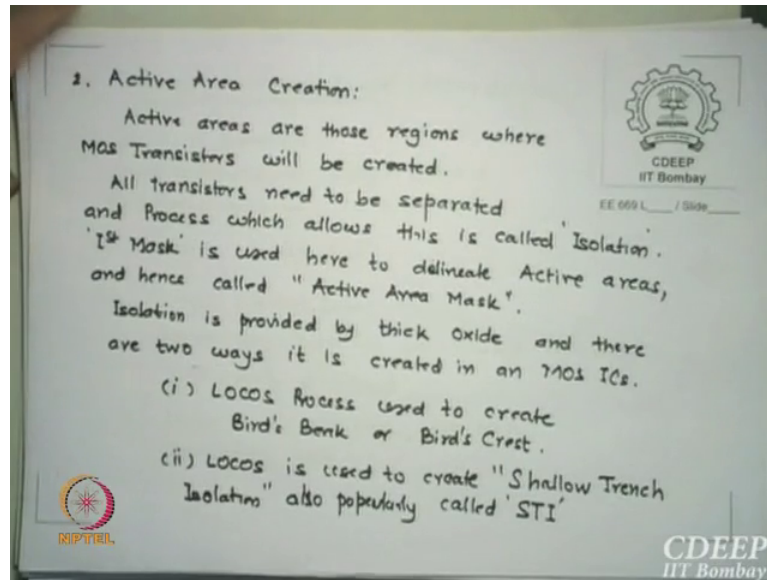 2. Active Area Creation:
Active areas are those regions where
MOS Transistors will be created.
All transistors need to be separated
and Process which allows this is called 'Isolation'.
'Ist Mask' is used here to delineate Active areas,
and hence called "Active Area Mask".
Isolation is provided by thick oxide and there
are two ways it is created in an MOS ICs.
(i) LOCOS Process used to create
Bird's Beak or Bird's Crest.
(ii) LOCOS is used to create "Shallow Trench
Isolation" also popularly called 'STI'
CDEEP
IIT Bombay
EE 669 L____ / Slide____
NPTEL
CDEEP
IIT Bombay